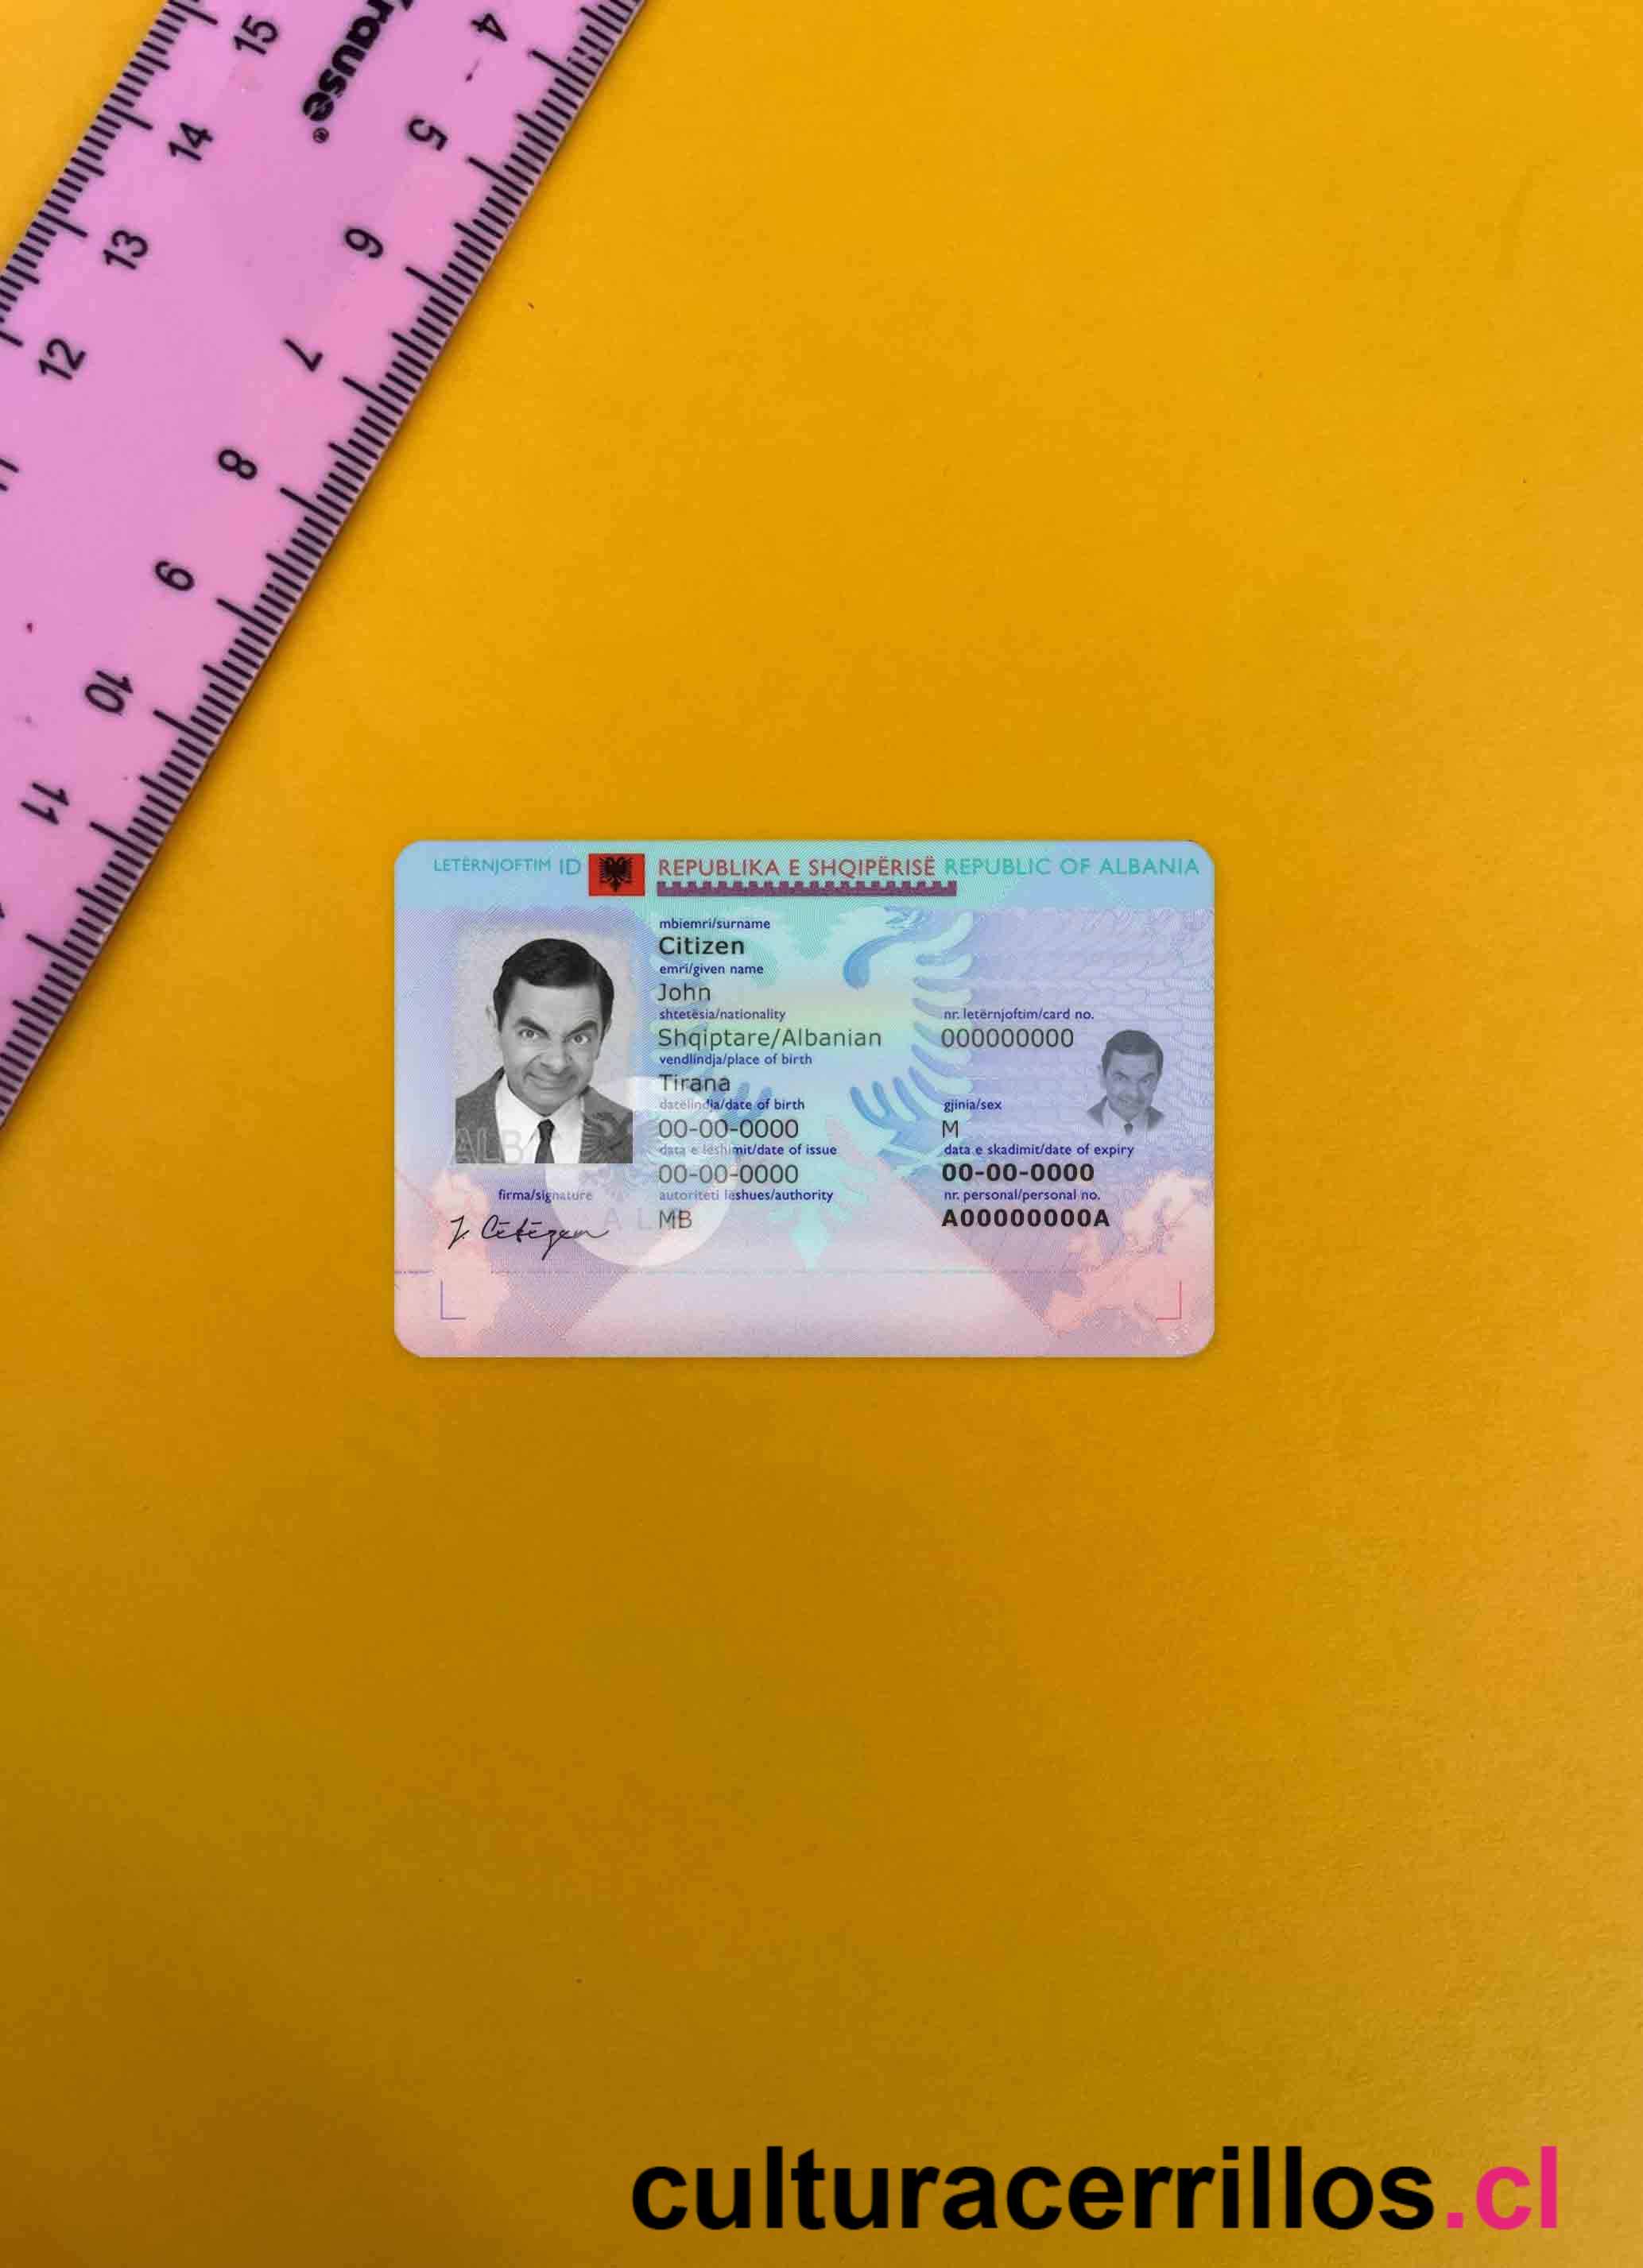 15
14
13
12
rause®
4
5
6
7
8
9
10
11
LETËRNJOFTIM ID
REPUBLIKA E SHQIPËRISË REPUBLIC OF ALBANIA
mbiemri/surname
Citizen
emri/given name
John
shtetësia/nationality
Shqiptare/Albanian
nr. letërnjoftim/card no.
000000000
vendlindja/place of birth
Tirana
datëlindja/date of birth
00-00-0000
gjinia/sex
M
data e lëshimit/date of issue
00-00-0000
data e skadimit/date of expiry
00-00-0000
autoriteti lëshues/authority
MB
nr. personal/personal no.
A00000000A
ALB
firma/signature
J. Citizen
A L
culturacerrillos.cl